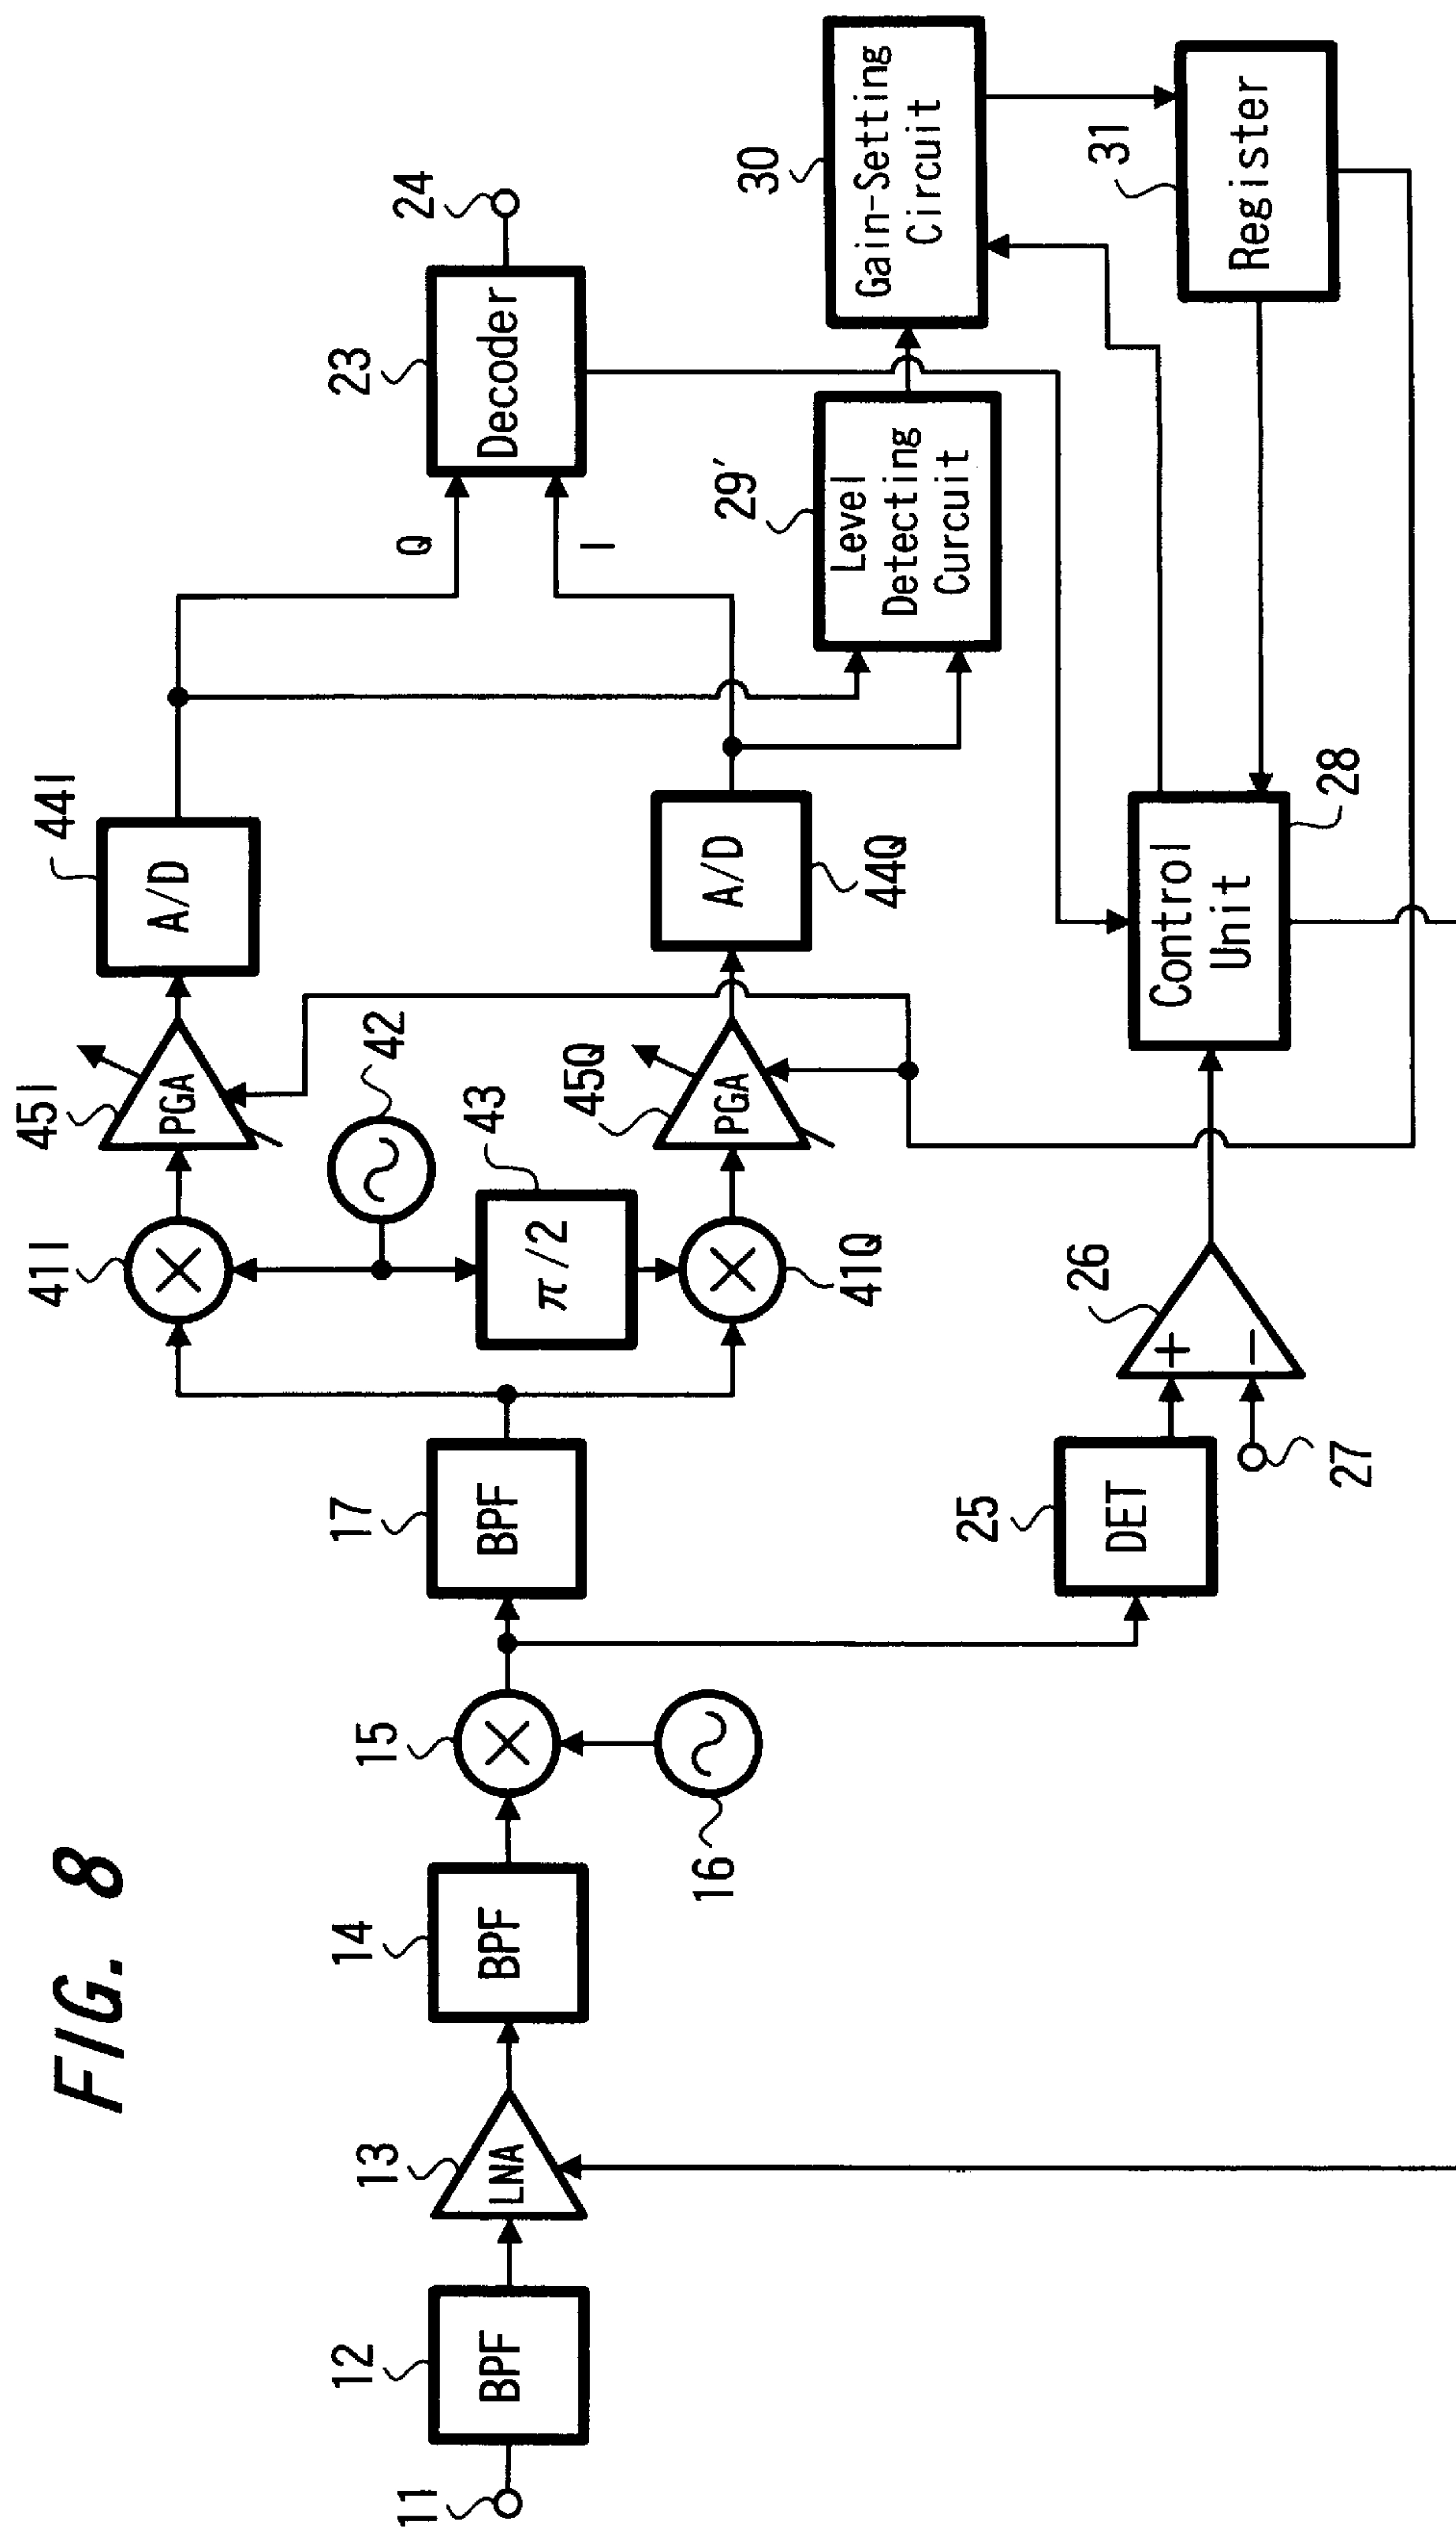 FIG. 8
11
12
BPF
13
LNA
14
BPF
15
16
17
BPF
41I
42
43
π/2
41Q
45I
PGA
45Q
PGA
44I
A/D
44Q
A/D
Q
I
23
Decoder
24
25
DET
26
+
−
27
28
Control
Unit
29′
Level
Detecting
Curcuit
30
Gain-Setting
Circuit
31
Register